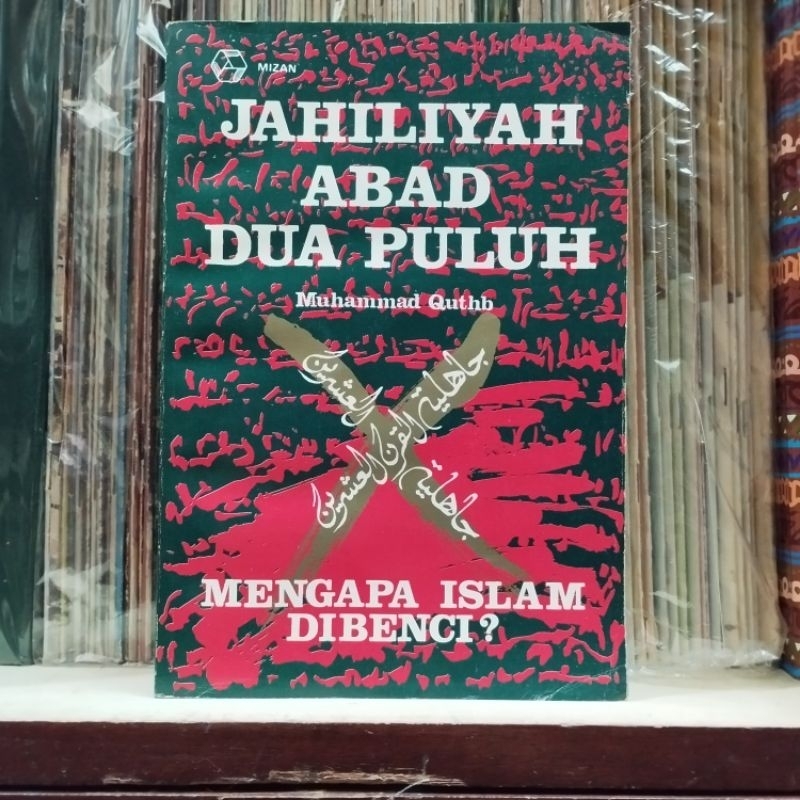 MIZAN
JAHILIYAH
ABAD
DUA PULUH
Muhammad Quthb
جاهلية القرن العشرين
جاهلية القرن العشرين
MENGAPA ISLAM
DIBENCI?